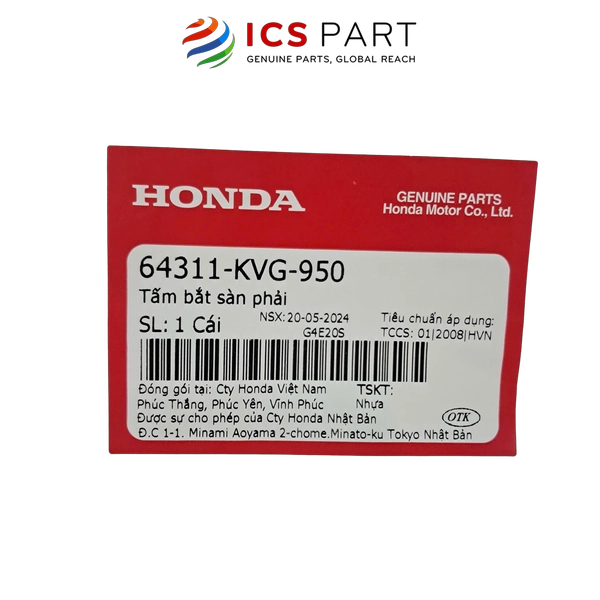 ICS PART
GENUINE PARTS, GLOBAL REACH
HONDA
GENUINE PARTS
Honda Motor Co., Ltd.
64311-KVG-950
Tấm bắt sàn phải
SL: 1 Cái
NSX: 20-05-2024
G4E20S
Tiêu chuẩn áp dụng:
TCCS: 01|2008|HVN
Đóng gói tại: Cty Honda Việt Nam
Phúc Thắng, Phúc Yên, Vĩnh Phúc
TSKT:
Nhựa
Được sự cho phép của Cty Honda Nhật Bản
Đ.C 1-1. Minami Aoyama 2-chome.Minato-ku Tokyo Nhật Bản
OTK